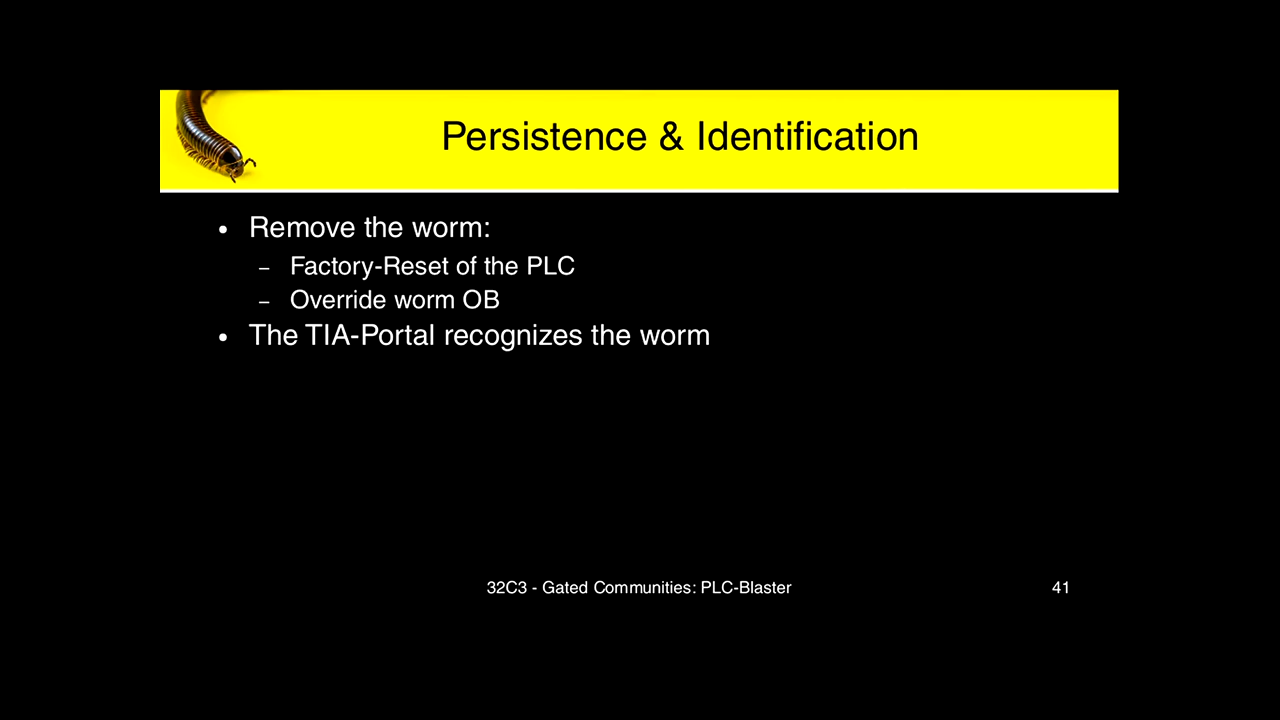 Persistence & Identification
• Remove the worm:
– Factory-Reset of the PLC
– Override worm OB
• The TIA-Portal recognizes the worm
32C3 - Gated Communities: PLC-Blaster
41